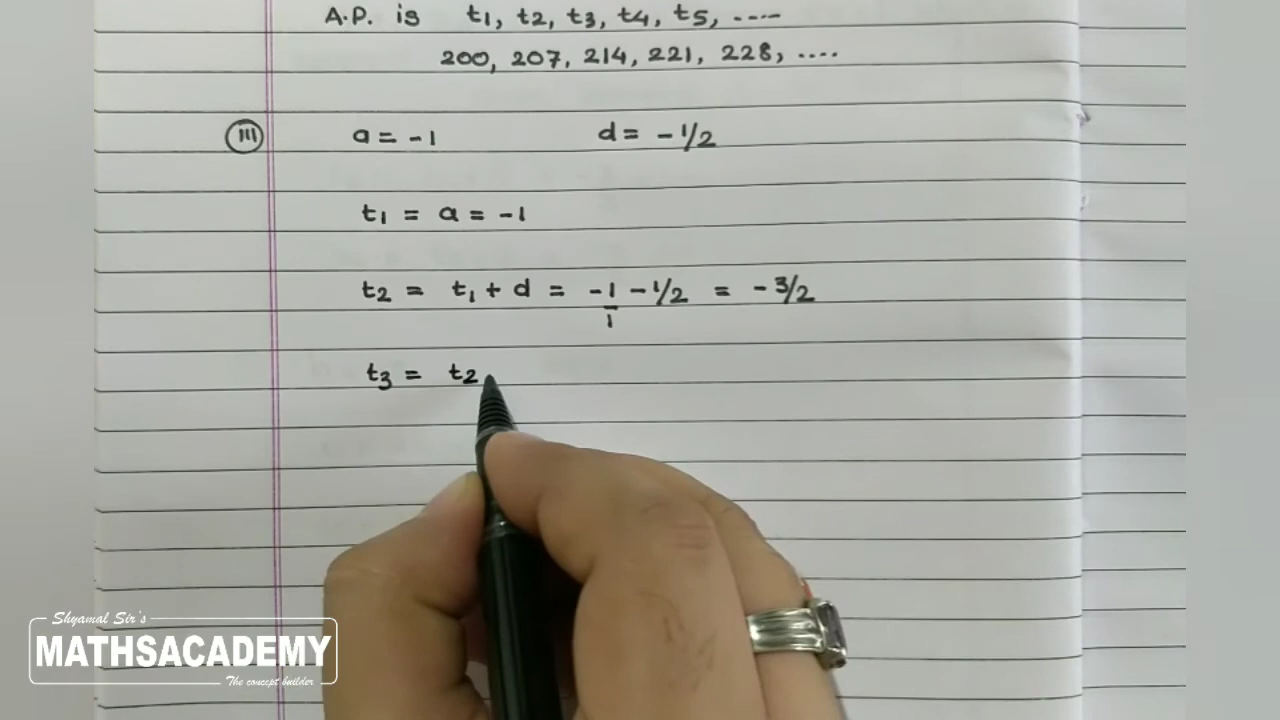 A.P. is t1, t2, t3, t4, t5, ....
200, 207, 214, 221, 228, ....
III a = -1 d = -1/2
t1 = a = -1
t2 = t1 + d = -1/1 - 1/2 = -3/2
t3 = t2
Shyamal Sir's
MATHSACADEMY
The concept builder